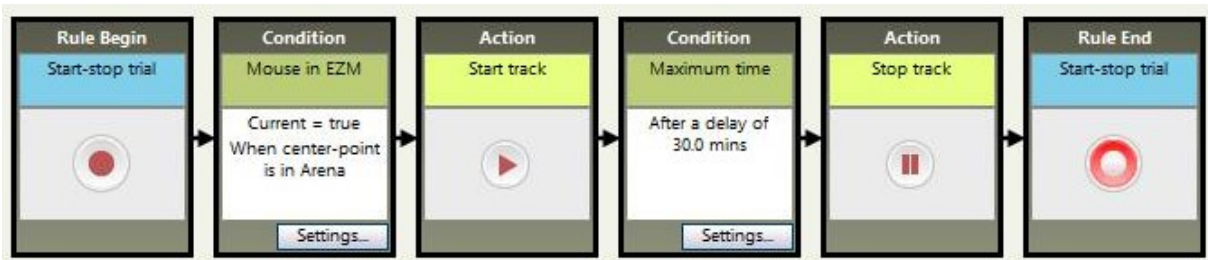 Rule Begin
Start-stop trial
Condition
Mouse in EZM
Current = true
When center-point
is in Arena
Settings...
Action
Start track
Condition
Maximum time
After a delay of
30.0 mins
Settings...
Action
Stop track
Rule End
Start-stop trial